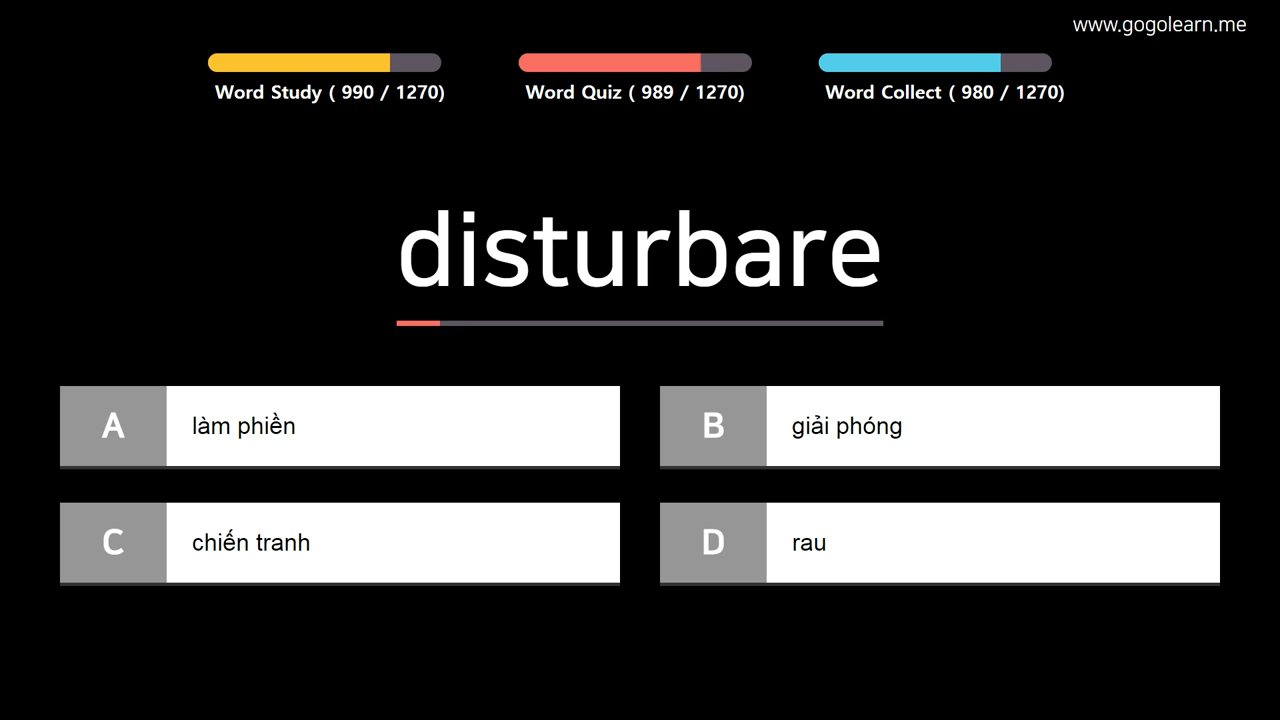 www.gogolearn.me
Word Study ( 990 / 1270)
Word Quiz ( 989 / 1270)
Word Collect ( 980 / 1270)
disturbare
A làm phiền
B giải phóng
C chiến tranh
D rau